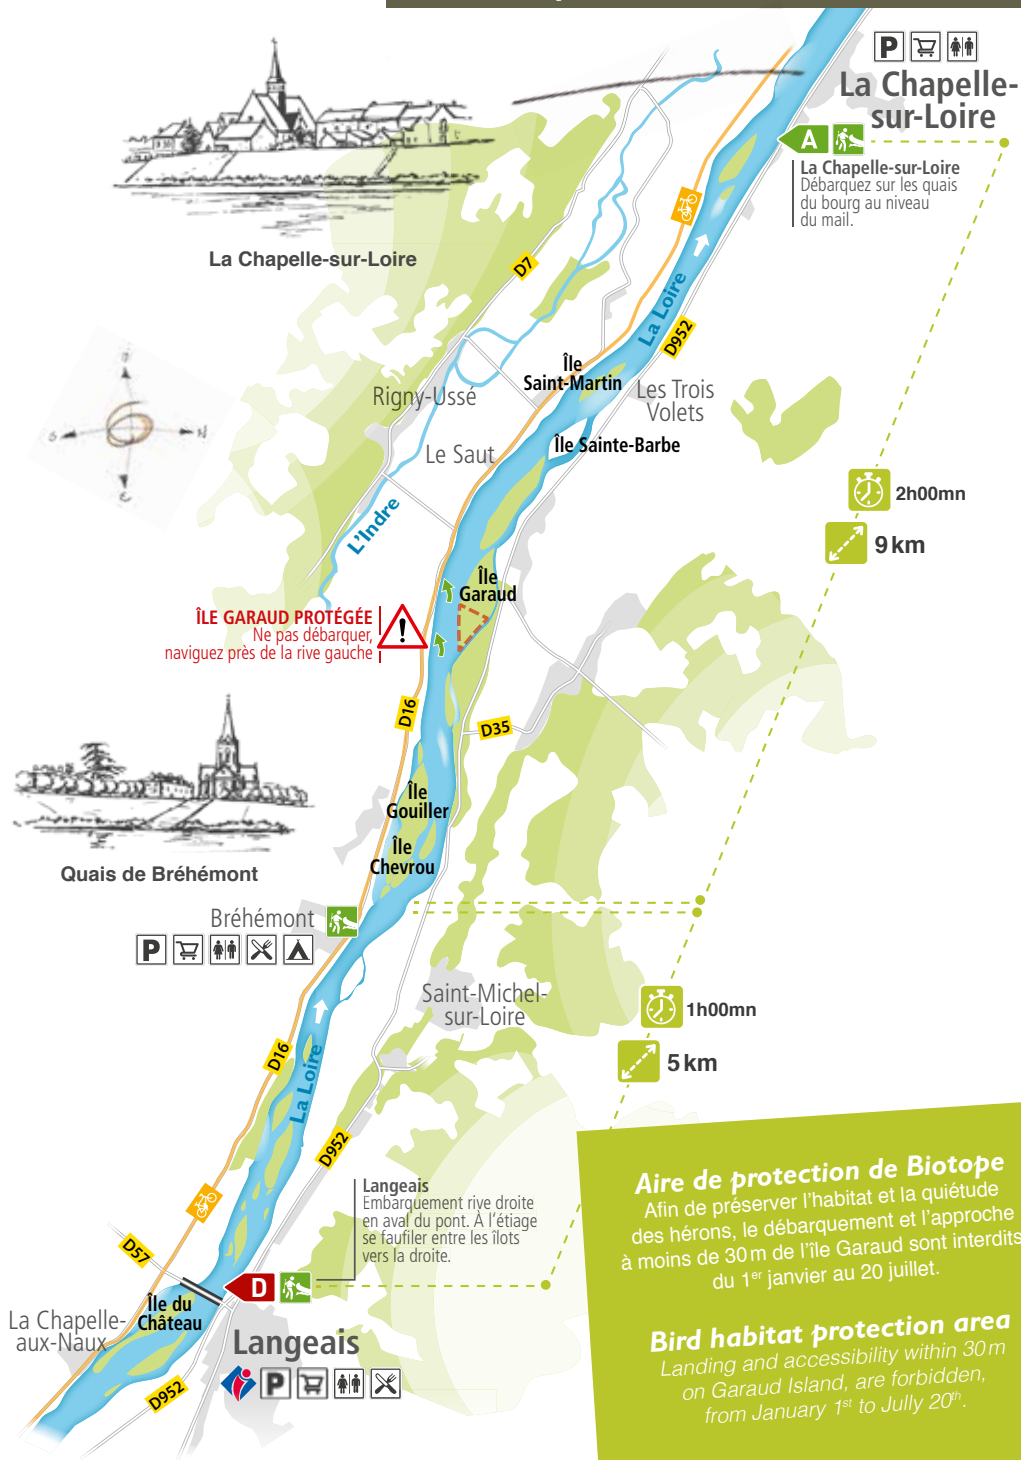 P
La Chapelle-
sur-Loire
A
La Chapelle-sur-Loire
Débarquez sur les quais
du bourg au niveau
du mail.
La Chapelle-sur-Loire
D7
La Loire
D952
Île
Saint-Martin
Les Trois
Volets
Rigny-Ussé
Île Sainte-Barbe
Le Saut
O
S
N
E
L'Indre
2h00mn
9 km
Île
Garaud
ÎLE GARAUD PROTÉGÉE
Ne pas débarquer,
naviguez près de la rive gauche
!
D16
D35
Île
Gouiller
Île
Chevrou
Quais de Bréhémont
Bréhémont
P
Saint-Michel-
sur-Loire
1h00mn
5 km
D16
La Loire
D952
Langeais
Embarquement rive droite
en aval du pont. À l'étiage
se faufiler entre les îlots
vers la droite.
D57
D
Île du
Château
La Chapelle-
aux-Naux
Langeais
P
D952
Aire de protection de Biotope
Afin de préserver l'habitat et la quiétude
des hérons, le débarquement et l'approche
à moins de 30 m de l'île Garaud sont interdits
du 1er janvier au 20 juillet.
Bird habitat protection area
Landing and accessibility within 30 m
on Garaud Island, are forbidden,
from January 1st to Jully 20th.